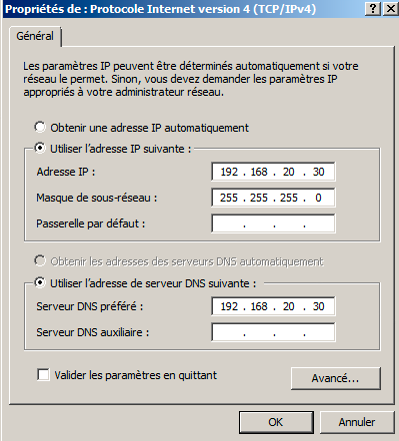 Propriétés de : Protocole Internet version 4 (TCP/IPv4)
Général
Les paramètres IP peuvent être déterminés automatiquement si votre
réseau le permet. Sinon, vous devez demander les paramètres IP
appropriés à votre administrateur réseau.
Obtenir une adresse IP automatiquement
Utiliser l'adresse IP suivante :
Adresse IP : 192 . 168 . 20 . 30
Masque de sous-réseau : 255 . 255 . 255 . 0
Passerelle par défaut : . . .
Obtenir les adresses des serveurs DNS automatiquement
Utiliser l'adresse de serveur DNS suivante :
Serveur DNS préféré : 192 . 168 . 20 . 30
Serveur DNS auxiliaire : . . .
Valider les paramètres en quittant
Avancé...
OK Annuler